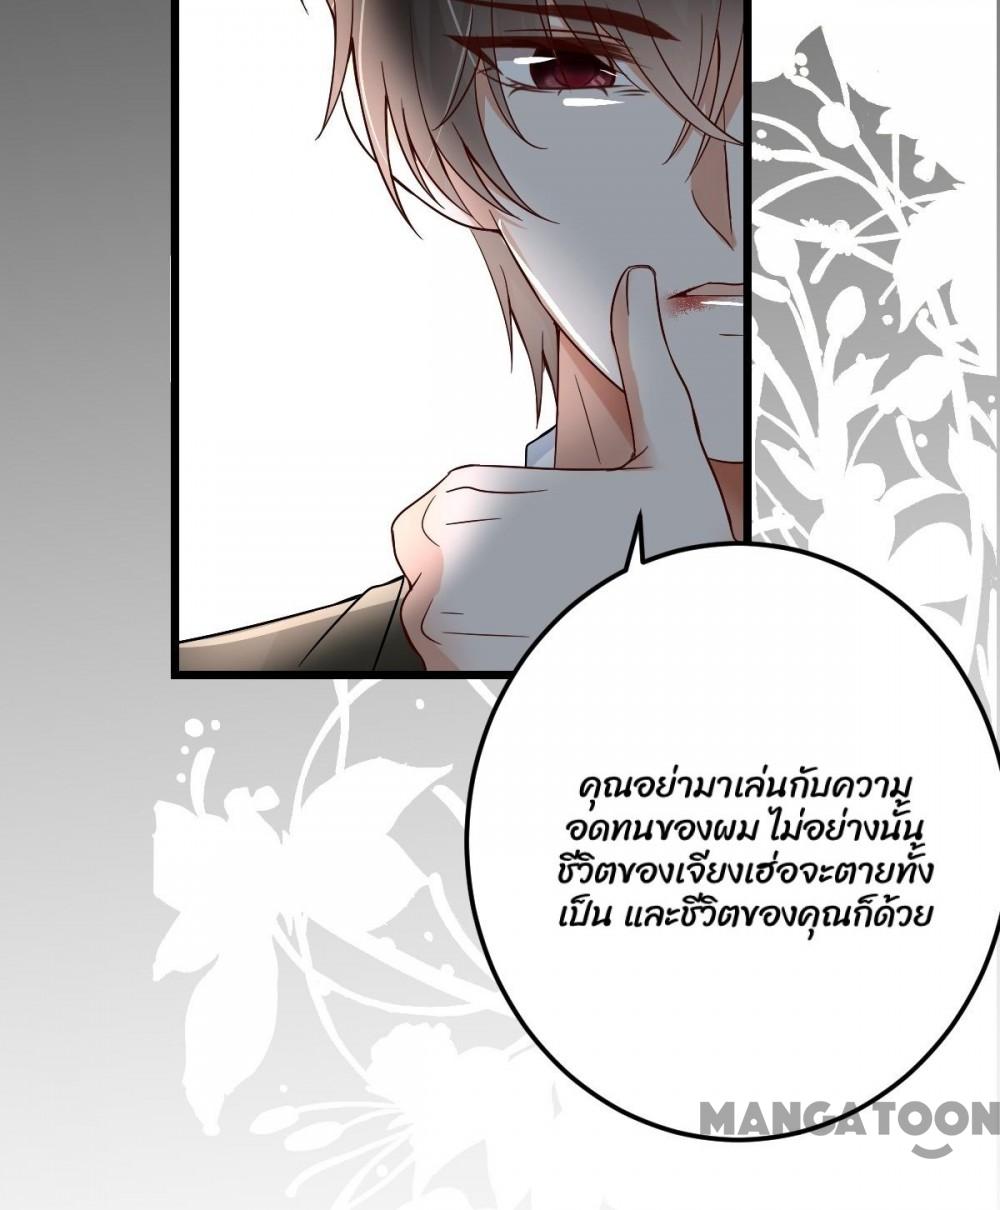 คุณอย่ามาเล่นกับความ
อดทนของผม ไม่อย่างนั้น
ชีวิตของเจียงเฮ่อจะตายทั้ง
เป็น และชีวิตของคุณก็ด้วย
MANGATOON